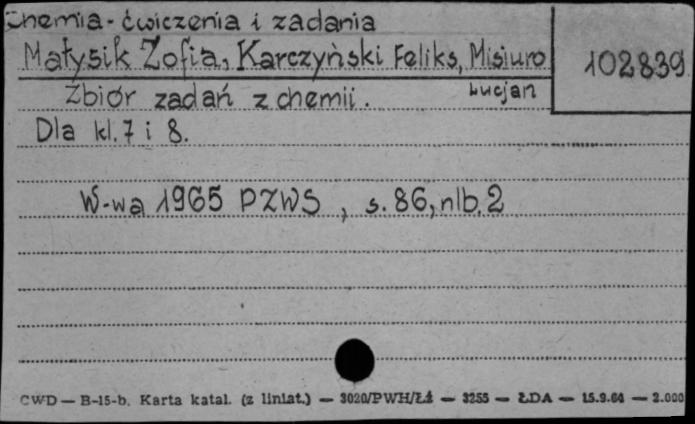 Chemia - ćwiczenia i zadania
Małysik Zofia, Karczyński Feliks, Misiuro
Lucjan
102839
Zbiór zadań z chemii.
Dla kl. 7 i 8.
W-wa 1965 PZWS, s. 86, nlb. 2
CWD — B-15-b. Karta katal. (z liniat.) — 3020/PWH/Łź — 3255 — ŁDA — 15.9.64 — 2.000